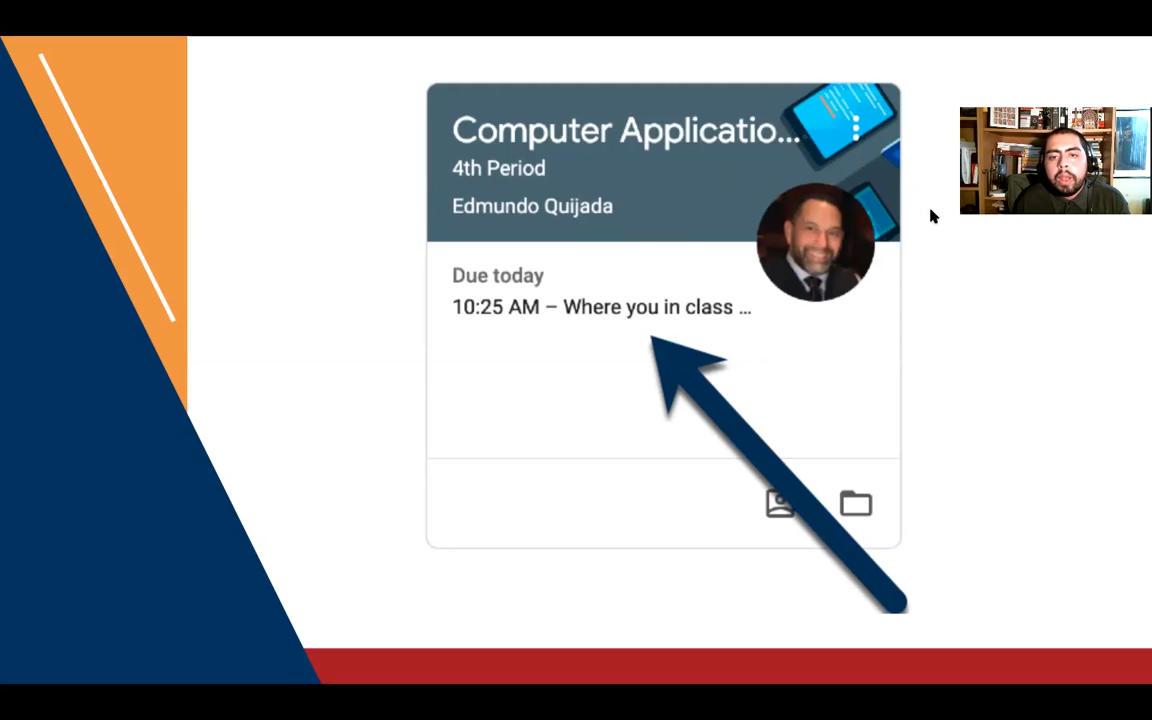 Computer Applicatio...
4th Period
Edmundo Quijada
Due today
10:25 AM – Where you in class ...